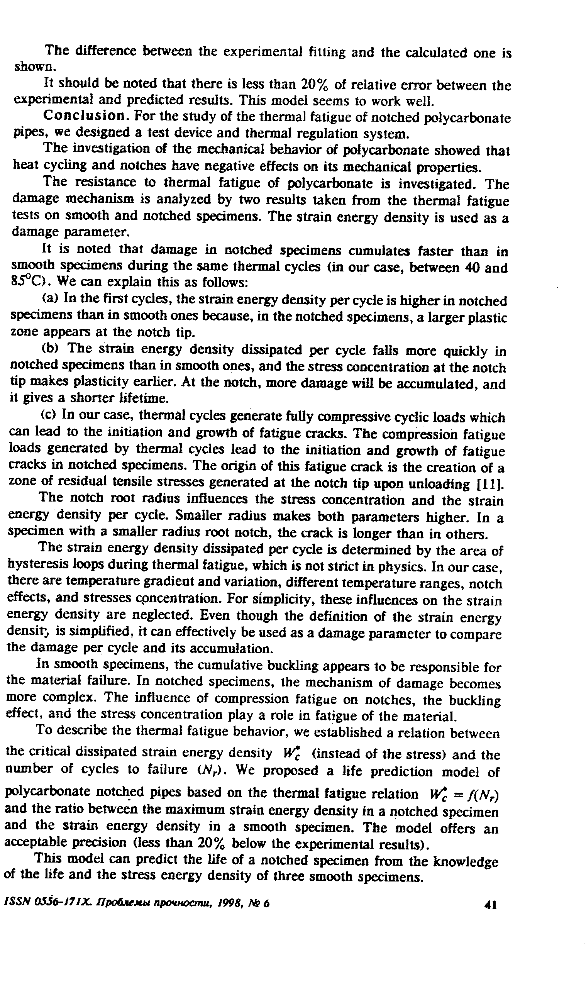 The difference between the experimental fitting and the calculated one is
shown.
It should be noted that there is less than 20% of relative error between the
experimental and predicted results. This model seems to work well.
Conclusion. For the study of the thermal fatigue of notched polycarbonate
pipes, we designed a test device and thermal regulation system.
The investigation of the mechanical behavior of polycarbonate showed that
heat cycling and notches have negative effects on its mechanical properties.
The resistance to thermal fatigue of polycarbonate is investigated. The
damage mechanism is analyzed by two results taken from the thermal fatigue
tests on smooth and notched specimens. The strain energy density is used as a
damage parameter.
It is noted that damage in notched specimens cumulates faster than in
smooth specimens during the same thermal cycles (in our case, between 40 and
85°C). We can explain this as follows:
(a) In the first cycles, the strain energy density per cycle is higher in notched
specimens than in smooth ones because, in the notched specimens, a larger plastic
zone appears at the notch tip.
(b) The strain energy density dissipated per cycle falls more quickly in
notched specimens than in smooth ones, and the stress concentration at the notch
tip makes plasticity earlier. At the notch, more damage will be accumulated, and
it gives a shorter lifetime.
(c) In our case, thermal cycles generate fully compressive cyclic loads which
can lead to the initiation and growth of fatigue cracks. The compression fatigue
loads generated by thermal cycles lead to the initiation and growth of fatigue
cracks in notched specimens. The origin of this fatigue crack is the creation of a
zone of residual tensile stresses generated at the notch tip upon unloading [11].
The notch root radius influences the stress concentration and the strain
energy density per cycle. Smaller radius makes both parameters higher. In a
specimen with a smaller radius root notch, the crack is longer than in others.
The strain energy density dissipated per cycle is determined by the area of
hysteresis loops during thermal fatigue, which is not strict in physics. In our case,
there are temperature gradient and variation, different temperature ranges, notch
effects, and stresses concentration. For simplicity, these influences on the strain
energy density are neglected. Even though the definition of the strain energy
density is simplified, it can effectively be used as a damage parameter to compare
the damage per cycle and its accumulation.
In smooth specimens, the cumulative buckling appears to be responsible for
the material failure. In notched specimens, the mechanism of damage becomes
more complex. The influence of compression fatigue on notches, the buckling
effect, and the stress concentration play a role in fatigue of the material.
To describe the thermal fatigue behavior, we established a relation between
the critical dissipated strain energy density W*c (instead of the stress) and the
number of cycles to failure (Nr). We proposed a life prediction model of
polycarbonate notched pipes based on the thermal fatigue relation W*c = f(Nr)
and the ratio between the maximum strain energy density in a notched specimen
and the strain energy density in a smooth specimen. The model offers an
acceptable precision (less than 20% below the experimental results).
This model can predict the life of a notched specimen from the knowledge
of the life and the stress energy density of three smooth specimens.
ISSN 0556-171X. Проблемы прочности, 1998, № 6 41